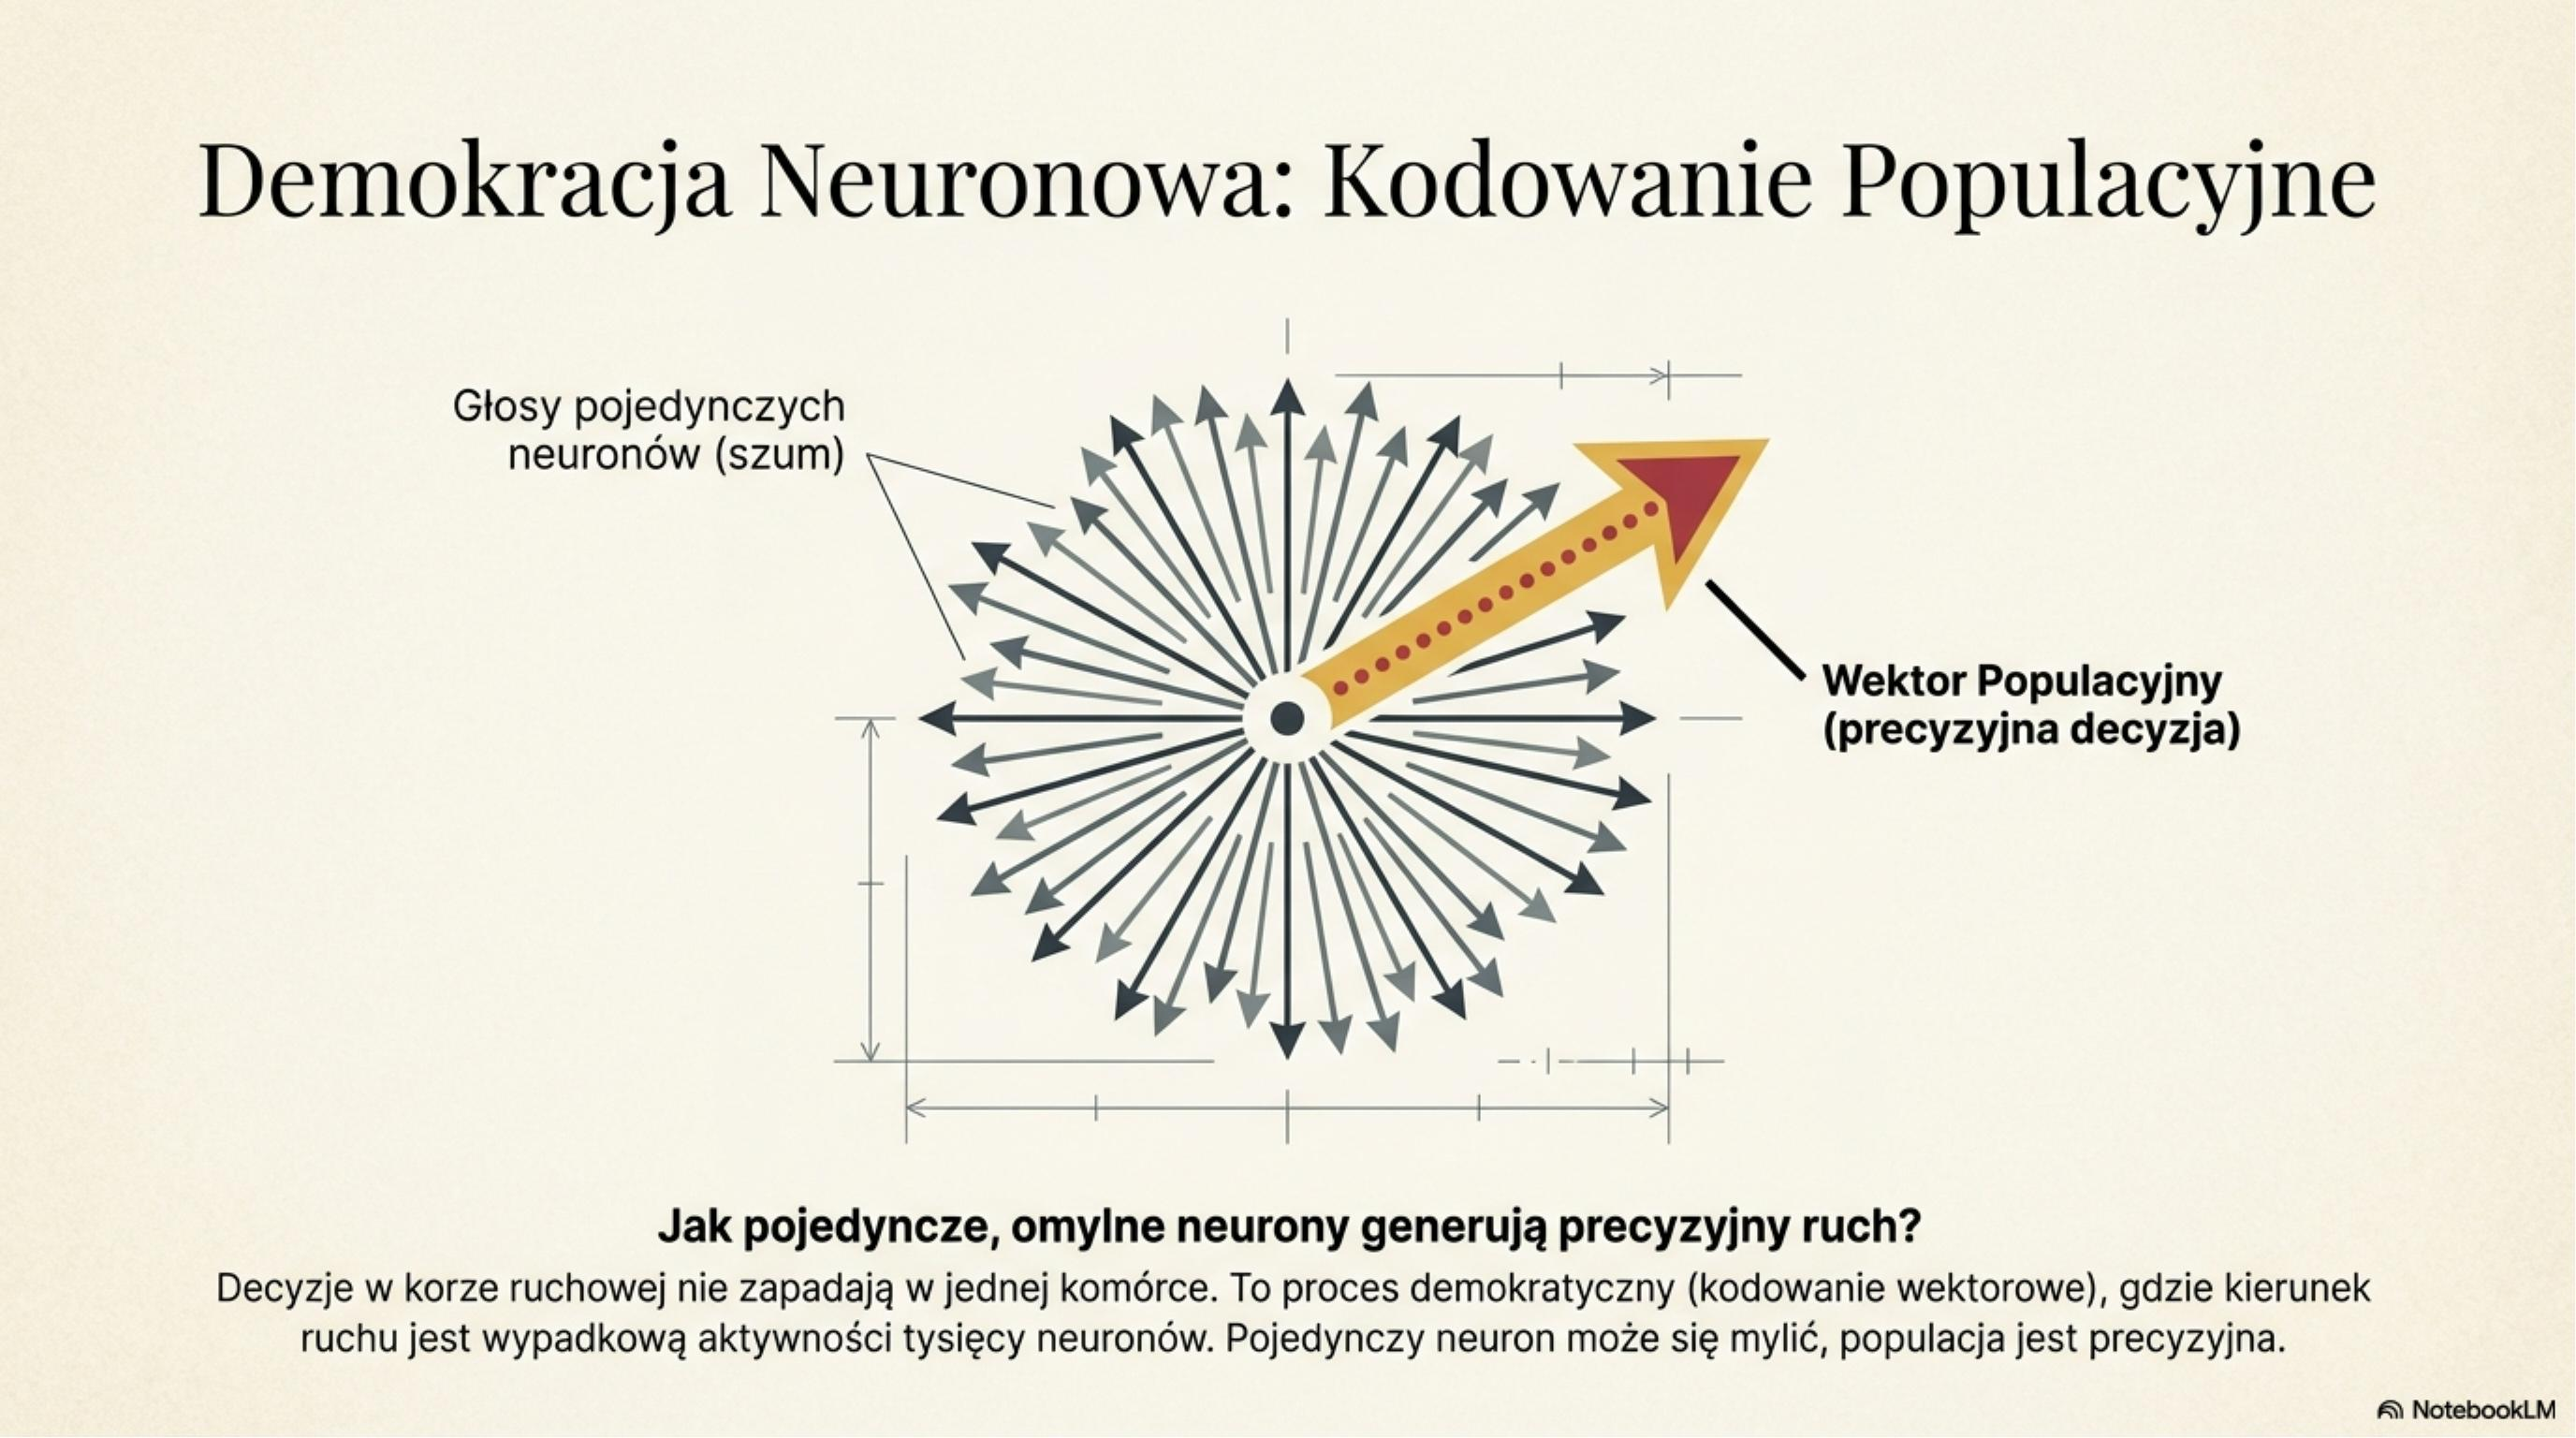 Demokracja Neuronowa: Kodowanie Populacyjne
Głosy pojedynczych
neuronów (szum)
Wektor Populacyjny
(precyzyjna decyzja)
Jak pojedyncze, omylne neurony generują precyzyjny ruch?
Decyzje w korze ruchowej nie zapadają w jednej komórce. To proces demokratyczny (kodowanie wektorowe), gdzie kierunek
ruchu jest wypadkową aktywności tysięcy neuronów. Pojedynczy neuron może się mylić, populacja jest precyzyjna.
NotebookLM